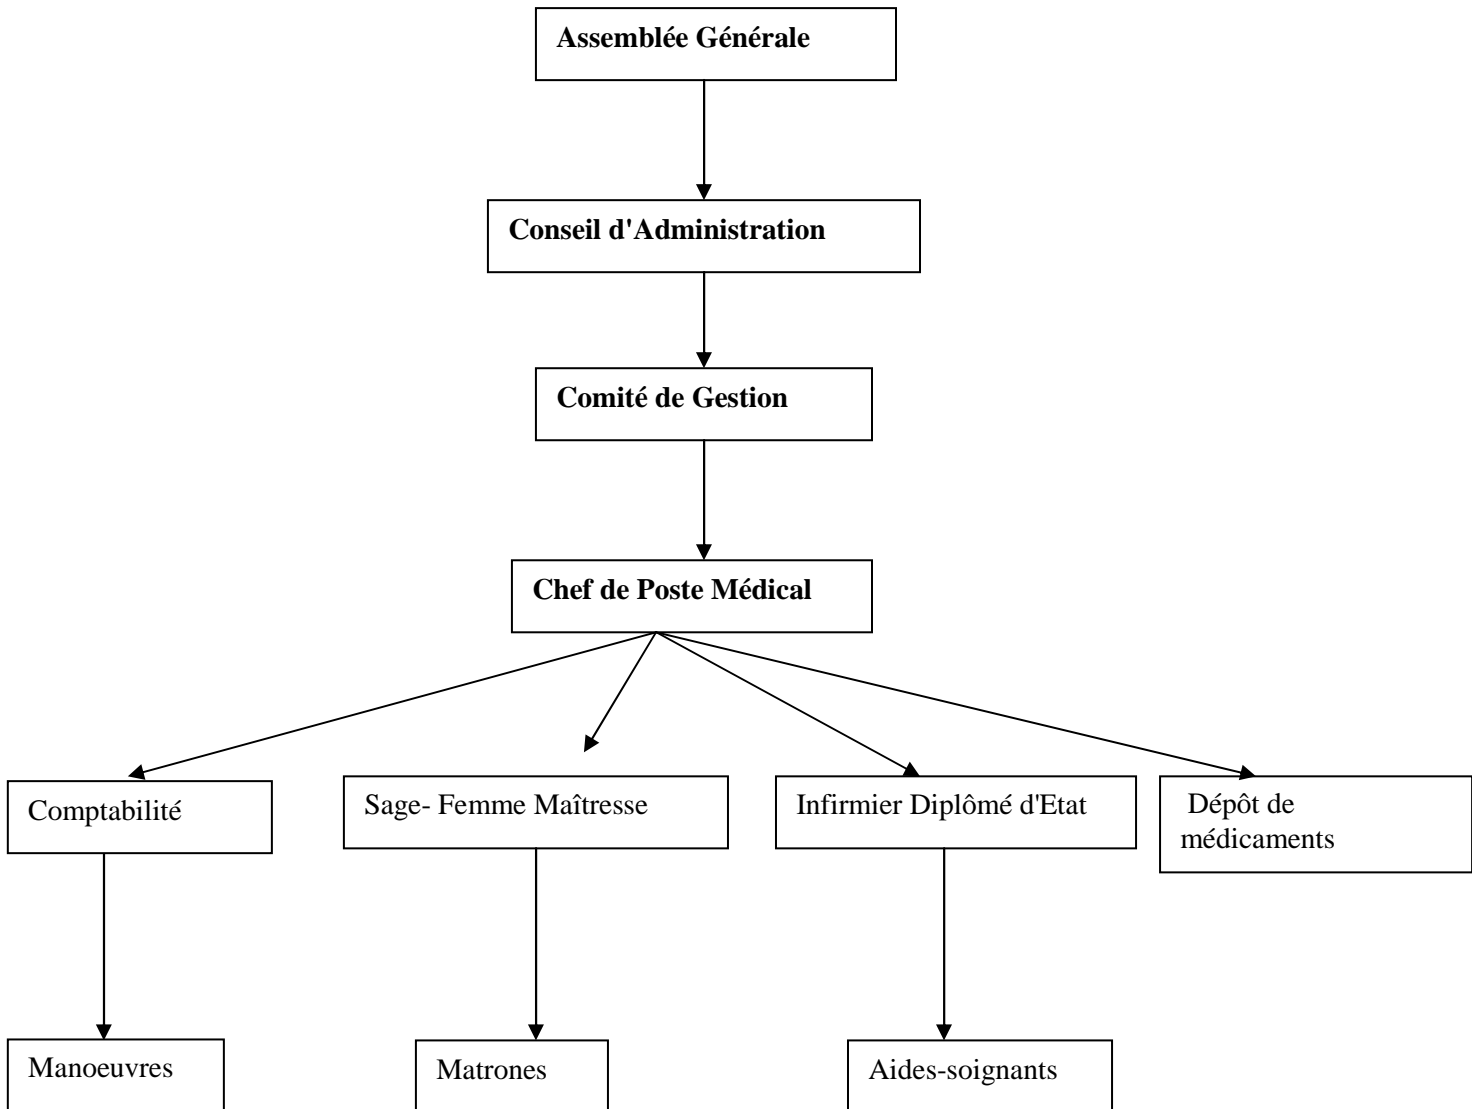 Assemblée Générale
Conseil d'Administration
Comité de Gestion
Chef de Poste Médical
Comptabilité
Sage- Femme Maîtresse
Infirmier Diplômé d'Etat
Dépôt de
médicaments
Manoeuvres
Matrones
Aides-soignants